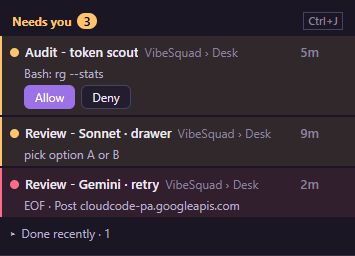 Needs you 3 Ctrl+J
Audit - token scout VibeSquad › Desk 5m
Bash: rg --stats
Allow Deny
Review - Sonnet · drawer VibeSquad › Desk 9m
pick option A or B
Review - Gemini · retry VibeSquad › Desk 2m
EOF · Post cloudcode-pa.googleapis.com
▸ Done recently · 1